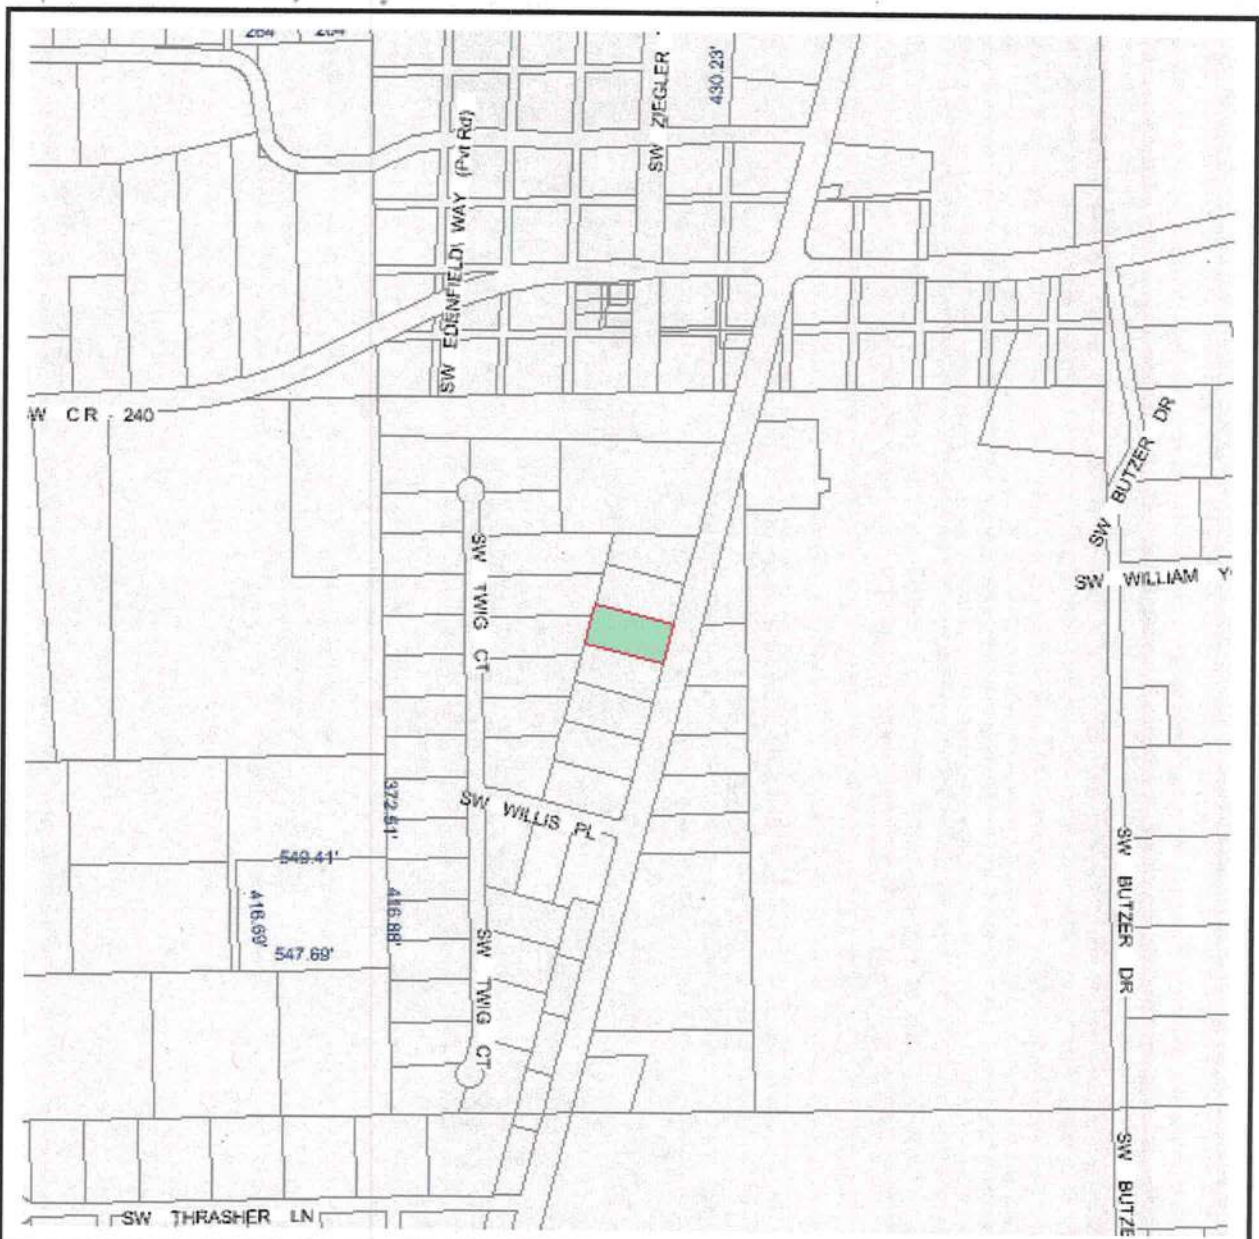 264 264
SW ZIEGLER
430.23'
SW EDENFIELD WAY (Pvt Rd)
W CR - 240
SW BUTZER DR
SW TWIG CT
SW WILLIAM Y
372.51'
SW WILLIS PL
549.41'
416.69'
416.88'
547.69'
SW TWIG CT
SW BUTZER DR
SW THRASHER LN
SW BUTZE